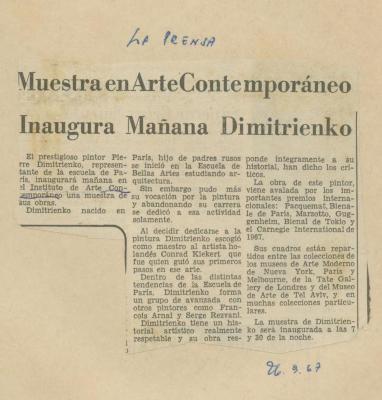 LA PRENSA
Muestra en Arte Contemporáneo
Inaugura Mañana Dimitrienko
El prestigioso pintor Pie-
rre Dimitrienko, represen-
tante de la escuela de Pa-
rís, inaugurará mañana en
el Instituto de Arte Con-
temporáneo una muestra de
sus obras.
Dimitrienko nacido en
París, hijo de padres rusos
se inició en la Escuela de
Bellas Artes estudiando ar-
quitectura.
Sin embargo pudo más
su vocación por la pintura
y abandonando su carrera
se dedicó a esa actividad
solamente.
Al decidir dedicarse a la
pintura Dimitrienko escogió
como maestro al artista ho-
landés Conrad Kiekert que
fue quien guió sus primeros
pasos en ese arte.
Dentro de las distintas
tendencias de la Escuela de
París, Dimitrienko forma
un grupo de avanzada con
otros pintores como Fran-
cois Arnal y Serge Rezvani.
Dimitrienko tiene un his-
torial artístico realmente
respetable y su obra res-
ponde integramente a su
historial, han dicho los crí-
ticos.
La obra de este pintor,
viene avalada por los im-
portantes premios interna-
cionales: Pacquemat, Bienal
de París, Marzotto, Gug-
genheim, Bienal de Tokio y
el Carnegie International de
1967.
Sus cuadros están repar-
tidos entre las colecciones de
los museos de Arte Moderno
de Nueva York, París y
Melbourne, de la Tate Ga-
llery de Londres y del Museo
de Arte de Tel Aviv, y en
muchas colecciones particu-
lares.
La muestra de Dimitrien-
ko será inaugurada a las 7
y 30 de la noche.
26.9.67